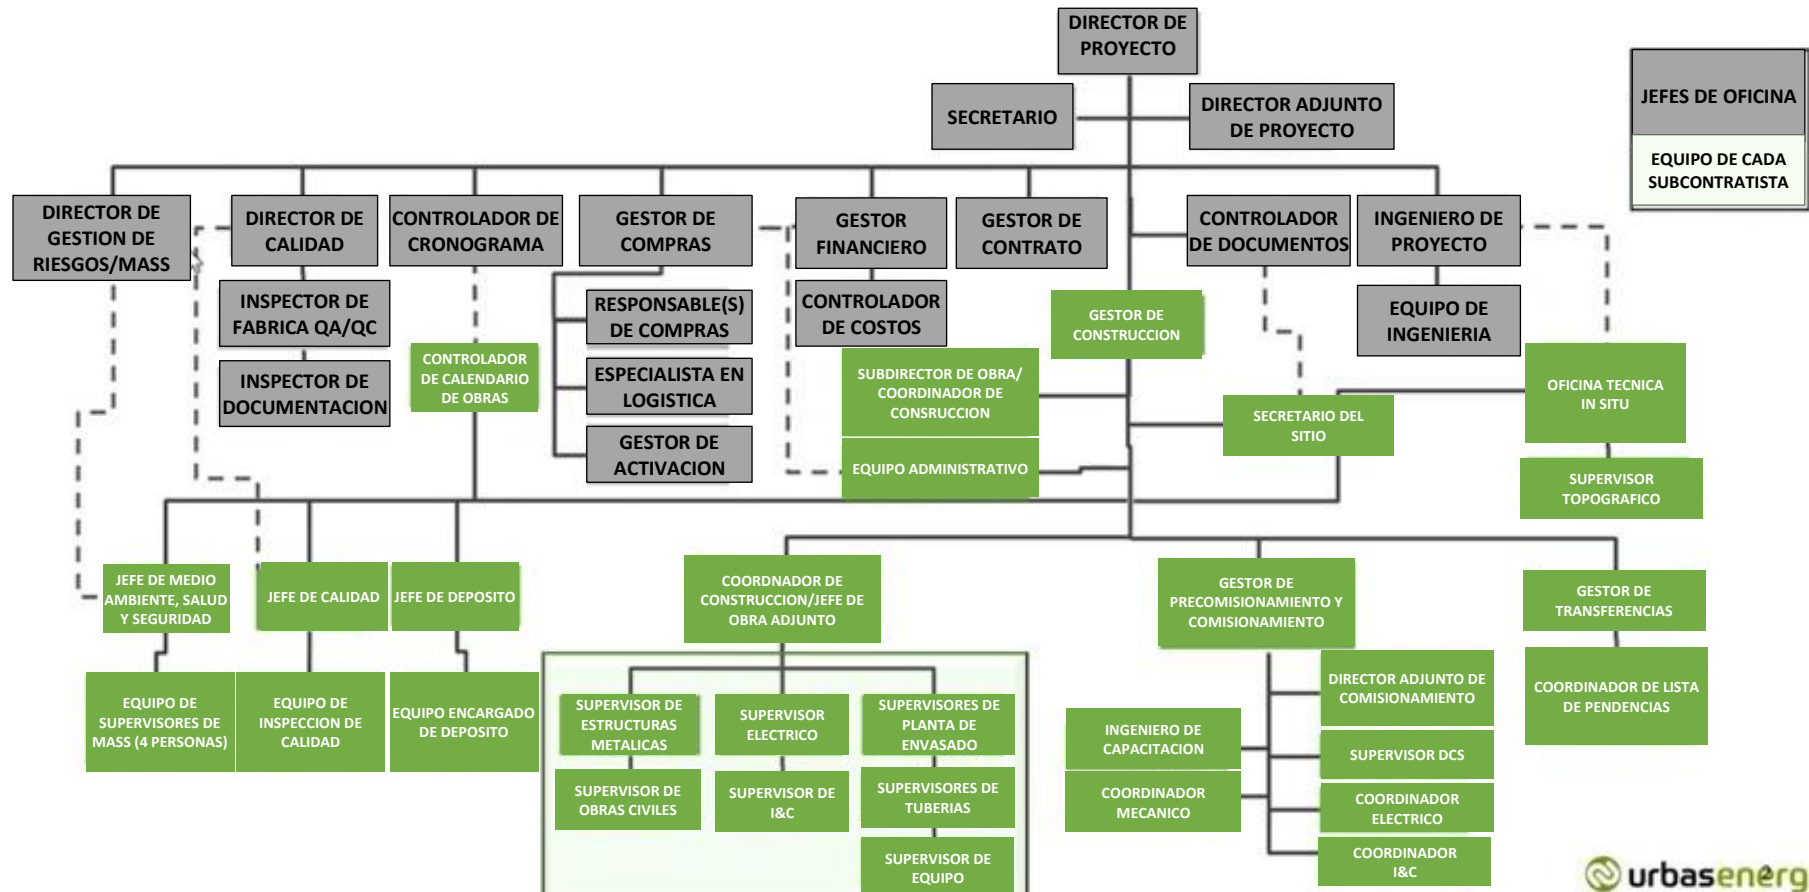 DIRECTOR DE
PROYECTO
SECRETARIO
DIRECTOR ADJUNTO
DE PROYECTO
JEFES DE OFICINA
EQUIPO DE CADA
SUBCONTRATISTA
DIRECTOR DE
GESTION DE
RIESGOS/MASS
DIRECTOR DE
CALIDAD
CONTROLADOR DE
CRONOGRAMA
GESTOR DE
COMPRAS
GESTOR
FINANCIERO
GESTOR DE
CONTRATO
CONTROLADOR
DE DOCUMENTOS
INGENIERO DE
PROYECTO
INSPECTOR DE
FABRICA QA/QC
RESPONSABLE(S)
DE COMPRAS
CONTROLADOR
DE COSTOS
GESTOR DE
CONSTRUCCION
EQUIPO DE
INGENIERIA
INSPECTOR DE
DOCUMENTACION
CONTROLADOR
DE CALENDARIO
DE OBRAS
ESPECIALISTA EN
LOGISTICA
SUBDIRECTOR DE OBRA/
COORDINADOR DE
CONSRUCCION
OFICINA TECNICA
IN SITU
SECRETARIO DEL
SITIO
GESTOR DE
ACTIVACION
EQUIPO ADMINISTRATIVO
SUPERVISOR
TOPOGRAFICO
JEFE DE MEDIO
AMBIENTE, SALUD
Y SEGURIDAD
JEFE DE CALIDAD
JEFE DE DEPOSITO
COORDNADOR DE
CONSTRUCCION/JEFE DE
OBRA ADJUNTO
GESTOR DE
PRECOMISIONAMIENTO Y
COMISIONAMIENTO
GESTOR DE
TRANSFERENCIAS
EQUIPO DE
SUPERVISORES DE
MASS (4 PERSONAS)
EQUIPO DE
INSPECCION DE
CALIDAD
EQUIPO ENCARGADO
DE DEPOSITO
SUPERVISOR DE
ESTRUCTURAS
METALICAS
SUPERVISOR
ELECTRICO
SUPERVISORES DE
PLANTA DE
ENVASADO
DIRECTOR ADJUNTO DE
COMISIONAMIENTO
COORDINADOR DE LISTA
DE PENDENCIAS
INGENIERO DE
CAPACITACION
SUPERVISOR DCS
SUPERVISOR DE
OBRAS CIVILES
SUPERVISOR DE
I&C
SUPERVISORES DE
TUBERIAS
COORDINADOR
MECANICO
COORDINADOR
ELECTRICO
SUPERVISOR DE
EQUIPO
COORDINADOR
I&C
urbasenerg
2